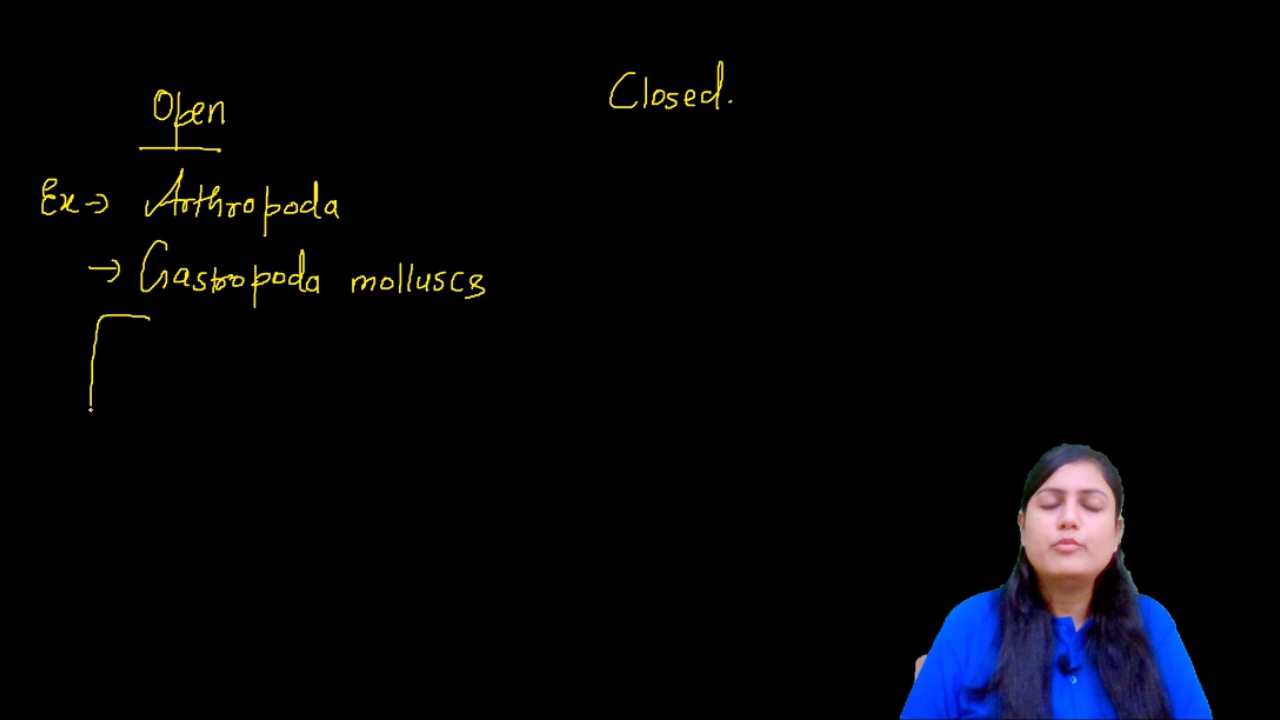 Open
Closed.
Ex→ Arthropoda
→ Gastropoda molluscs